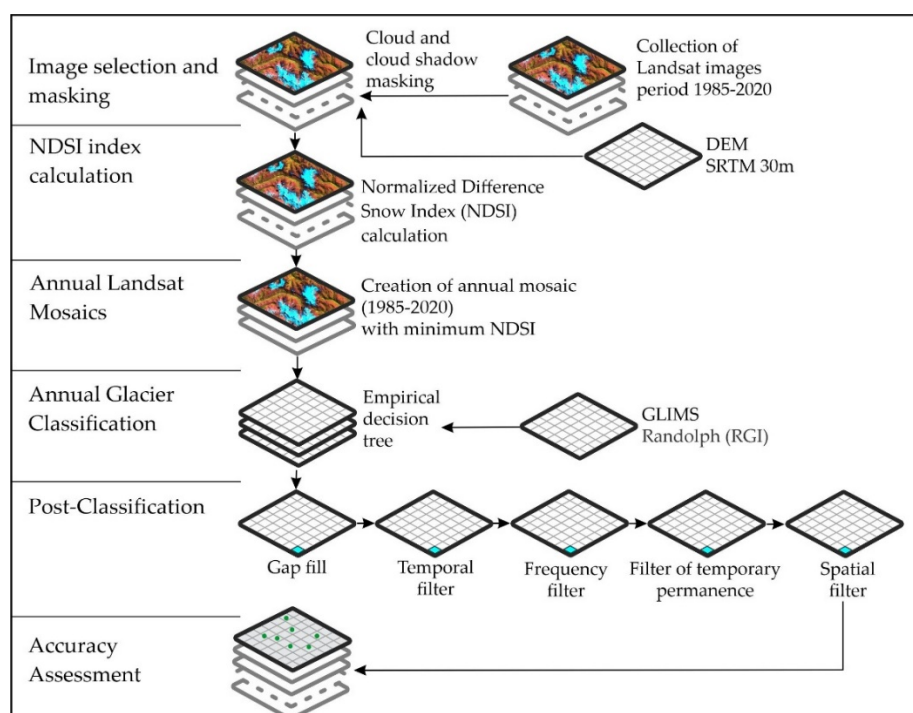 Image selection and
masking
Cloud and
cloud shadow
masking
Collection of
Landsat images
period 1985-2020
DEM
SRTM 30m
NDSI index
calculation
Normalized Difference
Snow Index (NDSI)
calculation
Annual Landsat
Mosaics
Creation of annual mosaic
(1985-2020)
with minimum NDSI
Annual Glacier
Classification
Empirical
decision
tree
GLIMS
Randolph (RGI)
Post-Classification
Gap fill
Temporal
filter
Frequency
filter
Filter of temporary
permanence
Spatial
filter
Accuracy
Assessment